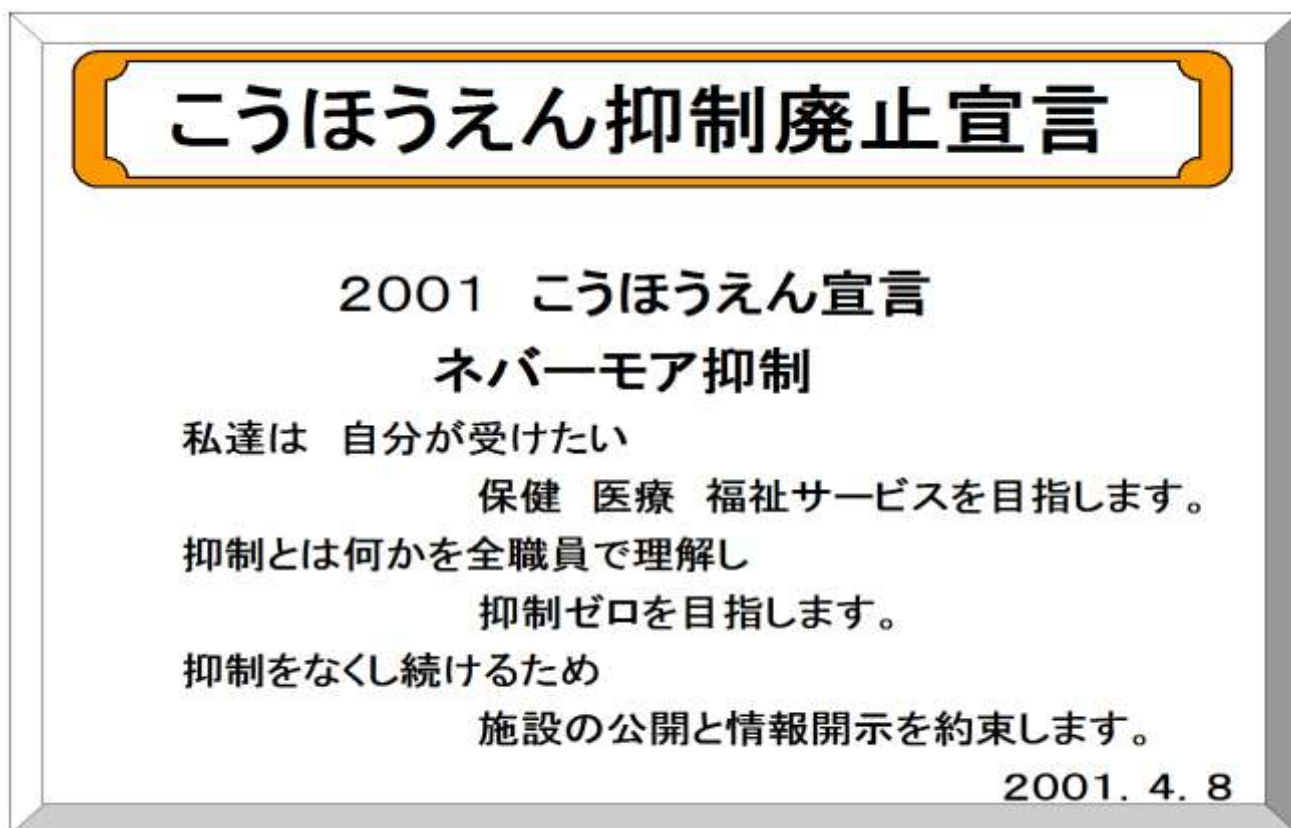 こうほうえん抑制廃止宣言
2001　こうほうえん宣言
ネバーモア抑制
私達は　自分が受けたい
保健　医療　福祉サービスを目指します。
抑制とは何かを全職員で理解し
抑制ゼロを目指します。
抑制をなくし続けるため
施設の公開と情報開示を約束します。
2001．4．8